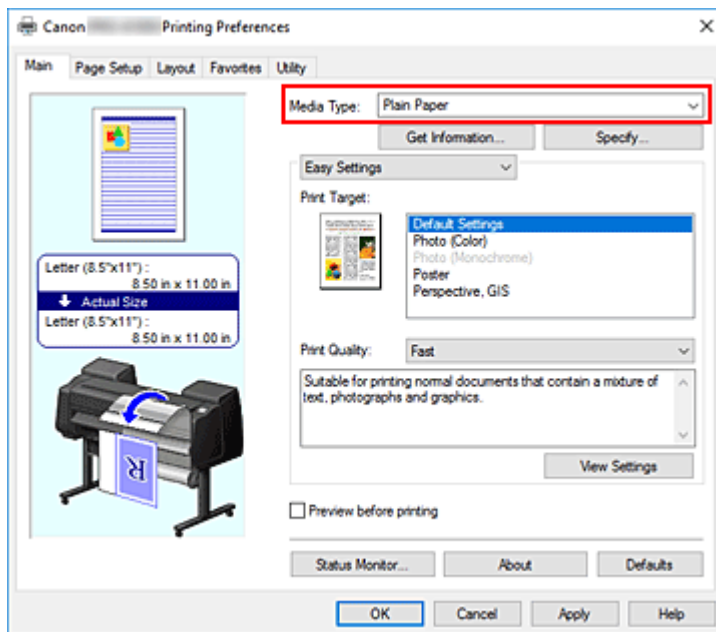 Canon Printing Preferences
Main Page Setup Layout Favorites Utility
Media Type: Plain Paper
Get Information... Specify...
Easy Settings
Print Target:
Default Settings
Photo (Color)
Photo (Monochrome)
Poster
Perspective, GIS
Letter (8.5"x11") :
8.50 in x 11.00 in
Actual Size
Letter (8.5"x11") :
8.50 in x 11.00 in
R
Print Quality: Fast
Suitable for printing normal documents that contain a mixture of
text, photographs and graphics.
View Settings
Preview before printing
Status Monitor... About Defaults
OK Cancel Apply Help